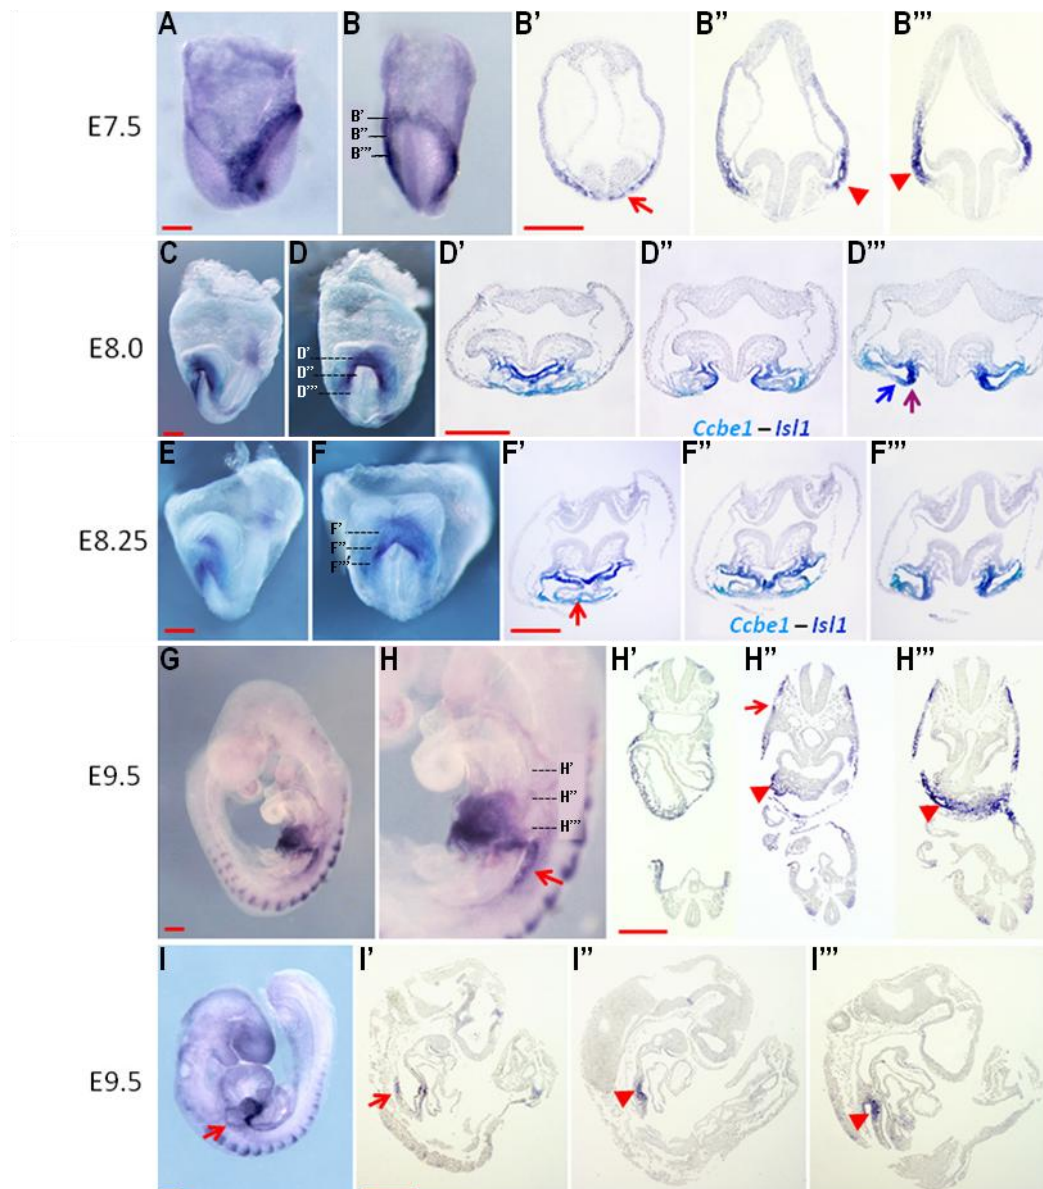 A B B’ B’’ B’’’
E7.5
B’
B’’
B’’’
C D D’ D’’ D’’’
E8.0
D’
D’’
D’’’
Ccbe1 – Isl1
E F F’ F’’ F’’’
E8.25
F’
F’’
F’’’
Ccbe1 – Isl1
G H H’ H’’ H’’’
E9.5
H’
H’’
H’’’
I I’ I’’ I’’’
E9.5